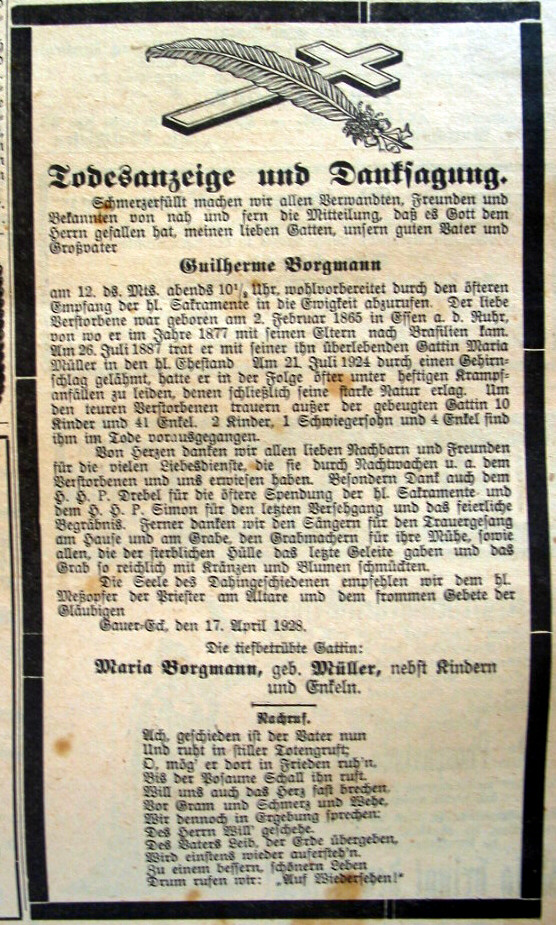 Todesanzeige und Danksagung.
Schmerzerfüllt machen wir allen Verwandten, Freunden und
Bekannten von nah und fern die Mitteilung, daß es Gott dem
Herrn gefallen hat, meinen lieben Gatten, unsern guten Vater und
Großvater
Guilherme Borgmann
am 12. ds. Mts. abends 10½ Uhr, wohlvorbereitet durch den öfteren
Empfang der hl. Sakramente in die Ewigkeit abzurufen. Der liebe
Verstorbene war geboren am 2. Februar 1865 in Essen a. d. Ruhr,
von wo er im Jahre 1877 mit seinen Eltern nach Brasilien kam.
Am 26. Juli 1887 trat er mit seiner ihn überlebenden Gattin Maria
Müller in den hl. Ehestand Am 21. Juli 1924 durch einen Gehirn-
schlag gelähmt, hatte er in der Folge öfter unter heftigen Krampf-
anfällen zu leiden, denen schließlich seine starke Natur erlag. Um
den teuren Verstorbenen trauern außer der gebeugten Gattin 10
Kinder und 41 Enkel. 2 Kinder, 1 Schwiegersohn und 4 Enkel sind
ihm im Tode vorausgegangen.
Von Herzen danken wir allen lieben Nachbarn und Freunden
für die vielen Liebesdienste, die sie durch Nachtwachen u. a. dem
Verstorbenen und uns erwiesen haben. Besondern Dank auch dem
H. H. P. Drebel für die öftere Spendung der hl. Sakramente und
dem H. H. P. Simon für den letzten Versehgang und das feierliche
Begräbnis. Ferner danken wir den Sängern für den Trauergesang
am Hause und am Grabe, den Grabmachern für ihre Mühe, sowie
allen, die der sterblichen Hülle das letzte Geleite gaben und das
Grab so reichlich mit Kränzen und Blumen schmückten.
Die Seele des Dahingeschiedenen empfehlen wir dem hl.
Meßopfer der Priester am Altare und dem frommen Gebete der
Gläubigen
Gauer-Eck, den 17. April 1928.
Die tiefbetrübte Gattin:
Maria Borgmann, geb. Müller, nebst Kindern
und Enkeln.
Nachruf.
Ach, geschieden ist der Vater nun
Und ruht in stiller Totengruft;
O, mög' er dort in Frieden ruh'n,
Bis der Posaune Schall ihn ruft.
Will uns auch das Herz fast brechen,
Vor Gram und Schmerz und Wehe,
Wir dennoch in Ergebung sprechen:
Des Herrn Will' geschehe.
Des Vaters Leib, der Erde übergeben,
Wird einstens wieder aufersteh'n.
Zu einem bessern, schönern Leben
Drum rufen wir: „Auf Wiedersehen!"